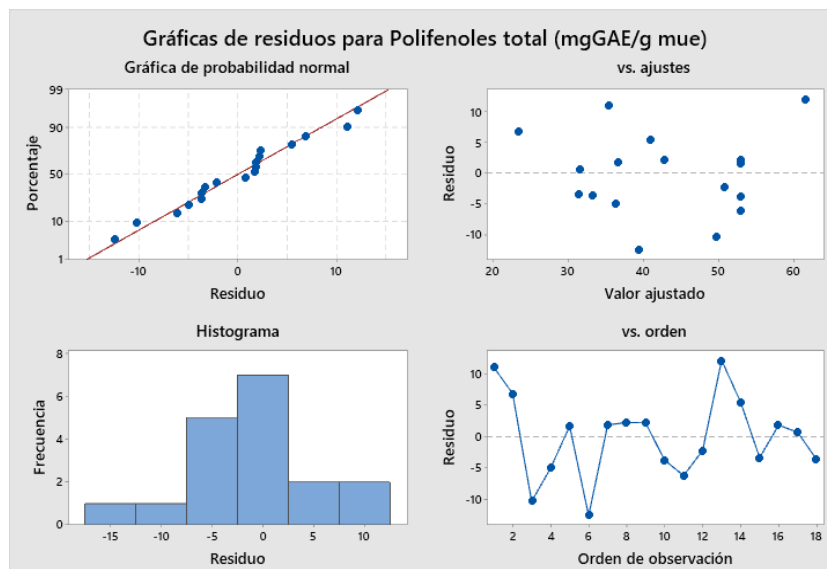 Gráficas de residuos para Polifenoles total (mgGAE/g mue)
Gráfica de probabilidad normal
99
90
50
10
1
Porcentaje
-10 0 10
Residuo
vs. ajustes
10
5
0
-5
-10
Residuo
20 30 40 50 60
Valor ajustado
Histograma
8
6
4
2
0
Frecuencia
-15 -10 -5 0 5 10
Residuo
vs. orden
10
5
0
-5
-10
Residuo
2 4 6 8 10 12 14 16 18
Orden de observación